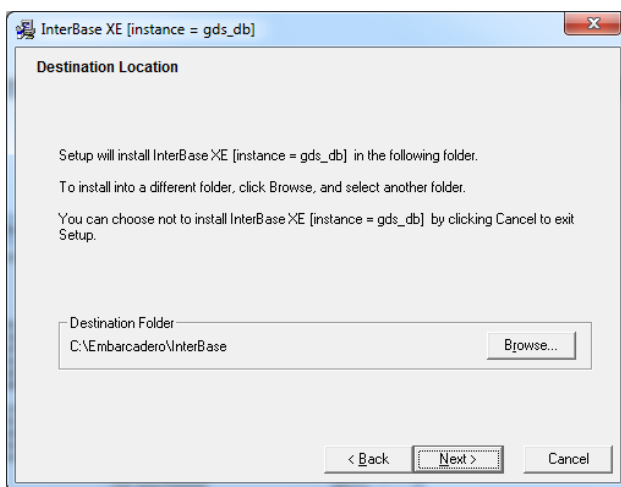 InterBase XE [instance = gds_db]
Destination Location
Setup will install InterBase XE [instance = gds_db] in the following folder.
To install into a different folder, click Browse, and select another folder.
You can choose not to install InterBase XE [instance = gds_db] by clicking Cancel to exit
Setup.
Destination Folder
C:\Embarcadero\InterBase
Browse...
< Back
Next >
Cancel